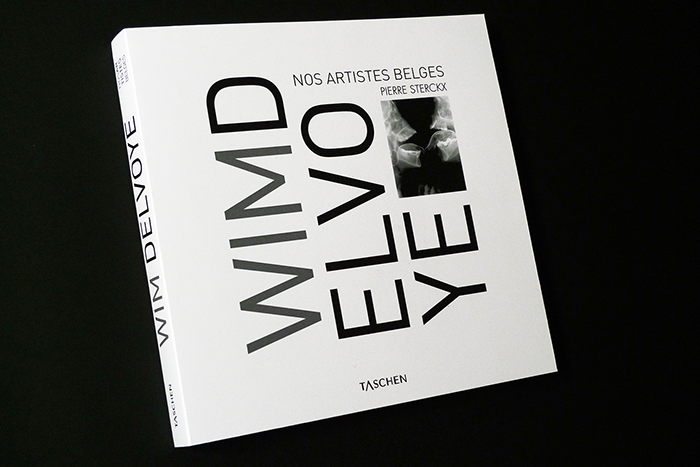 NOS ARTISTES BELGES
PIERRE STERCKX
WIMD
ELVO
YE
TASCHEN
WIM DELVOYE
TASCHEN